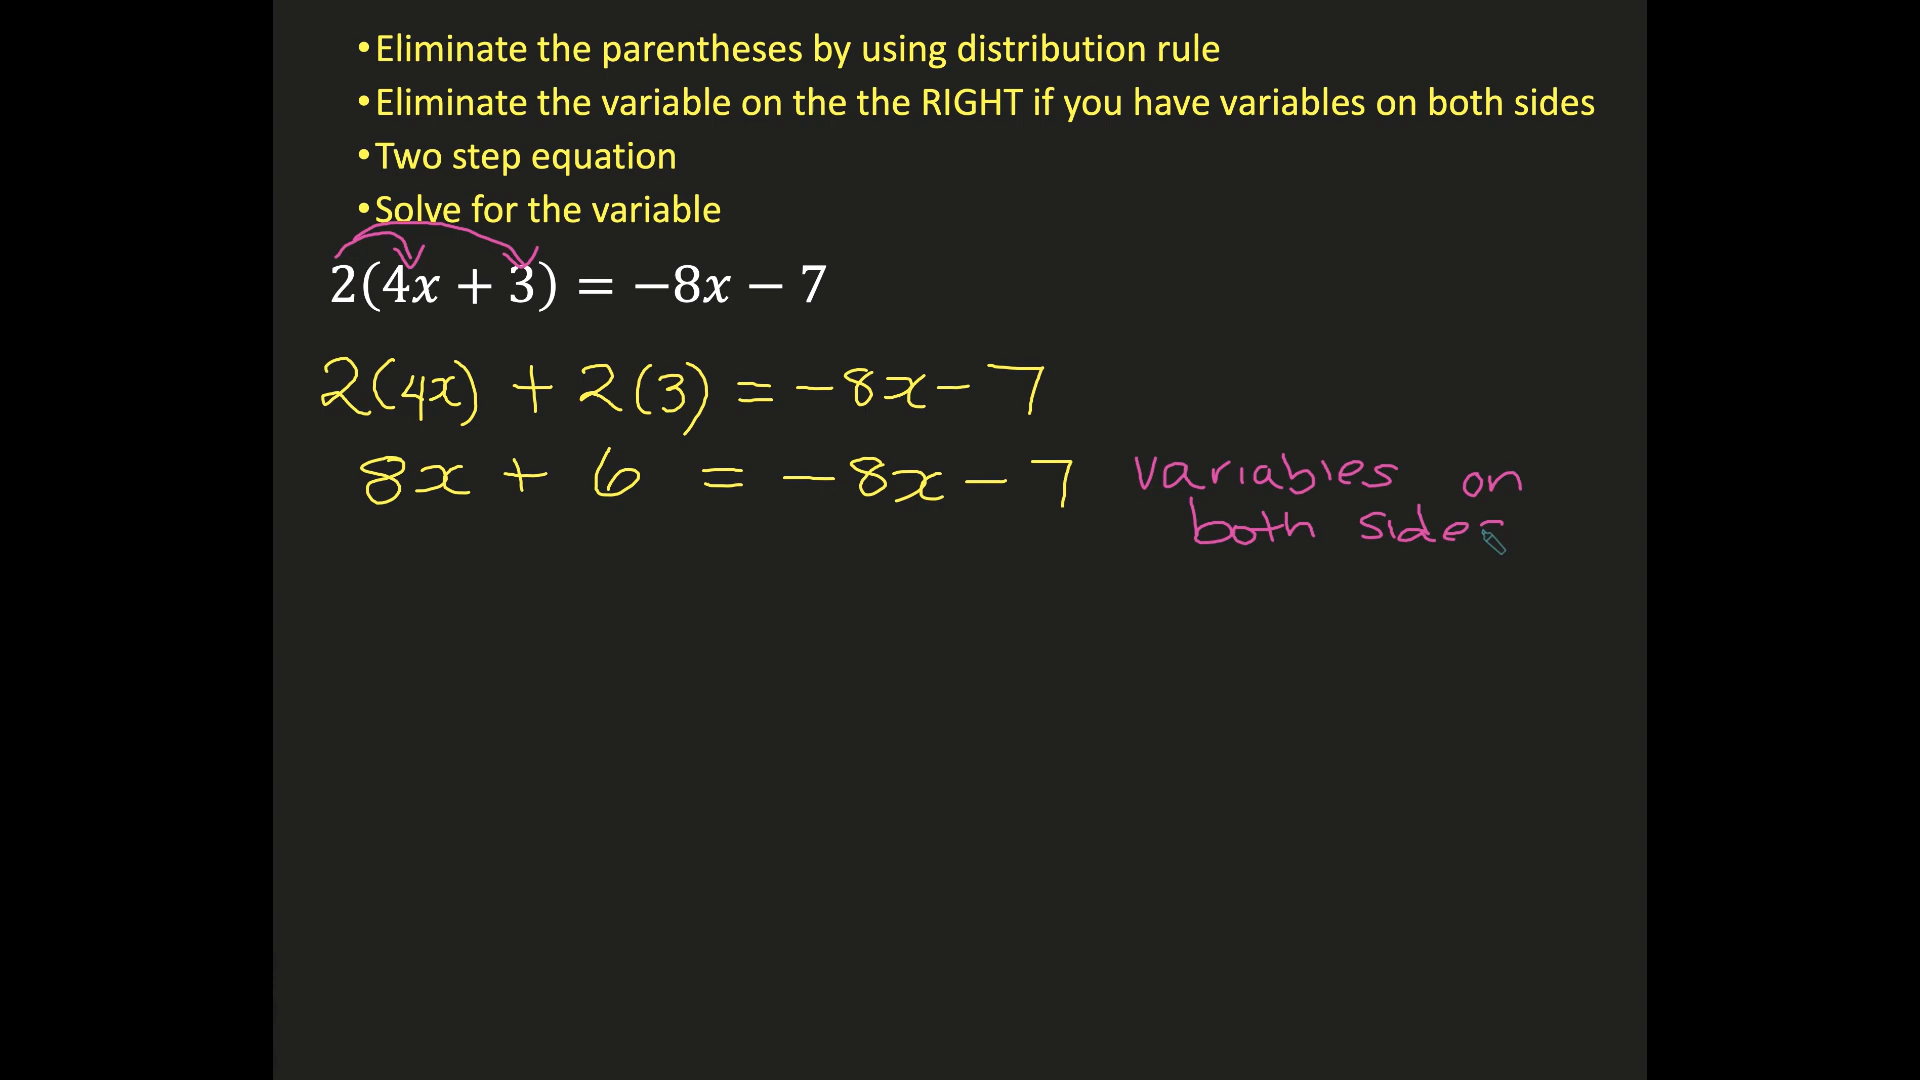 •Eliminate the parentheses by using distribution rule
•Eliminate the variable on the the RIGHT if you have variables on both sides
•Two step equation
•Solve for the variable
2(4x + 3) = −8x − 7
2(4x) + 2(3) = −8x − 7
8x + 6 = −8x − 7 variables on
both sides